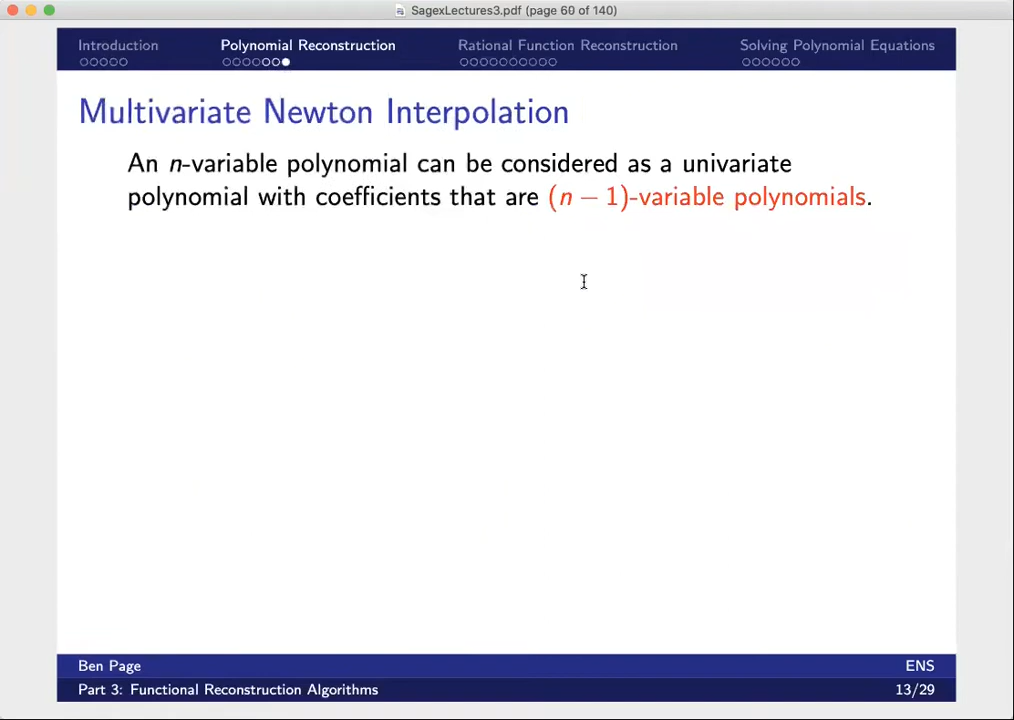 SagexLectures3.pdf (page 60 of 140)
Introduction Polynomial Reconstruction Rational Function Reconstruction Solving Polynomial Equations
Multivariate Newton Interpolation
An n-variable polynomial can be considered as a univariate
polynomial with coefficients that are (n − 1)-variable polynomials.
Ben Page ENS
Part 3: Functional Reconstruction Algorithms 13/29